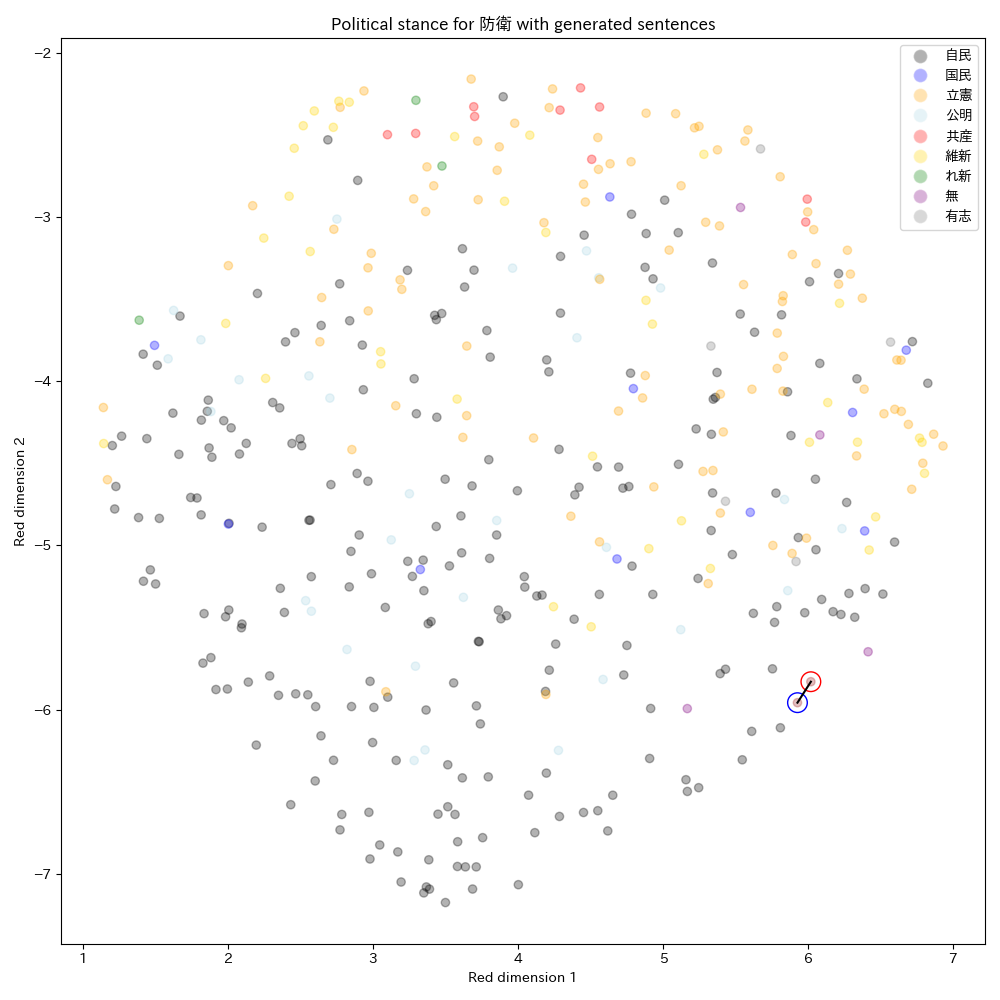 Political stance for 防衛 with generated sentences
−2
−3
−4
−5
−6
−7
Red dimension 2
1 2 3 4 5 6 7
Red dimension 1
自民
国民
立憲
公明
共産
維新
れ新
無
有志